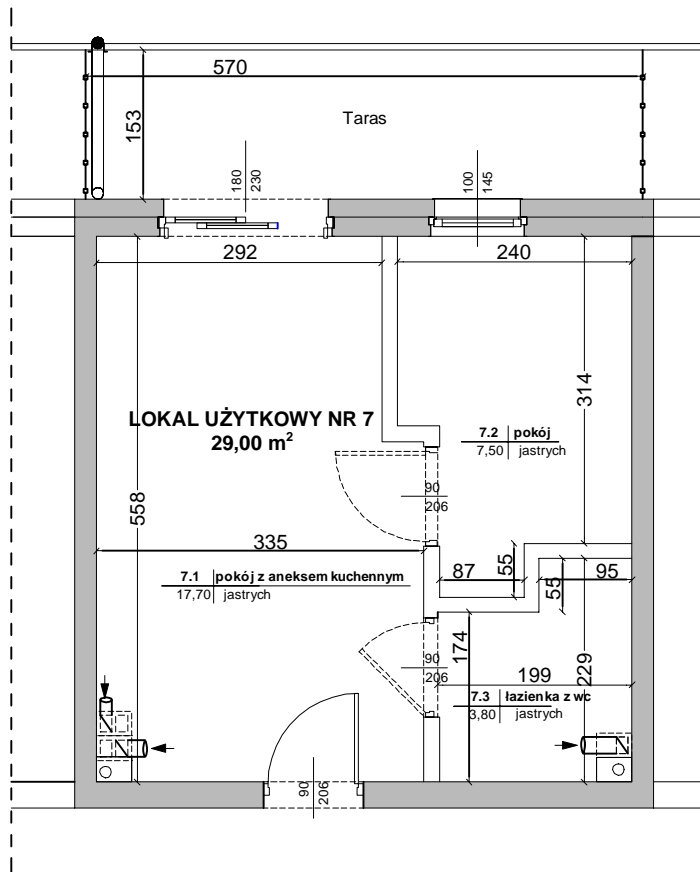 570
153
Taras
180
230
100
145
292
240
LOKAL UŻYTKOWY NR 7
29,00 m²
314
7.2 pokój
7,50 jastrych
558
90
206
335
87
55
55
95
7.1 pokój z aneksem kuchennym
17,70 jastrych
174
90
206
199
229
7.3 łazienka z wc
3,80 jastrych
90
206